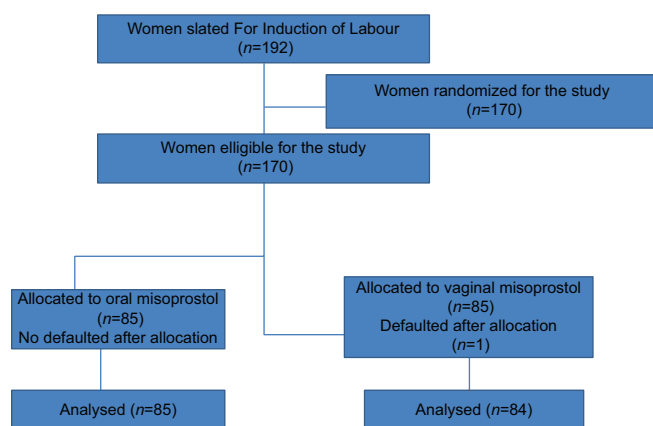 Women slated For Induction of Labour
(n=192)
Women randomized for the study
(n=170)
Women elligible for the study
(n=170)
Allocated to oral misoprostol
(n=85)
No defaulted after allocation
Allocated to vaginal misoprostol
(n=85)
Defaulted after allocation
(n=1)
Analysed (n=85)
Analysed (n=84)